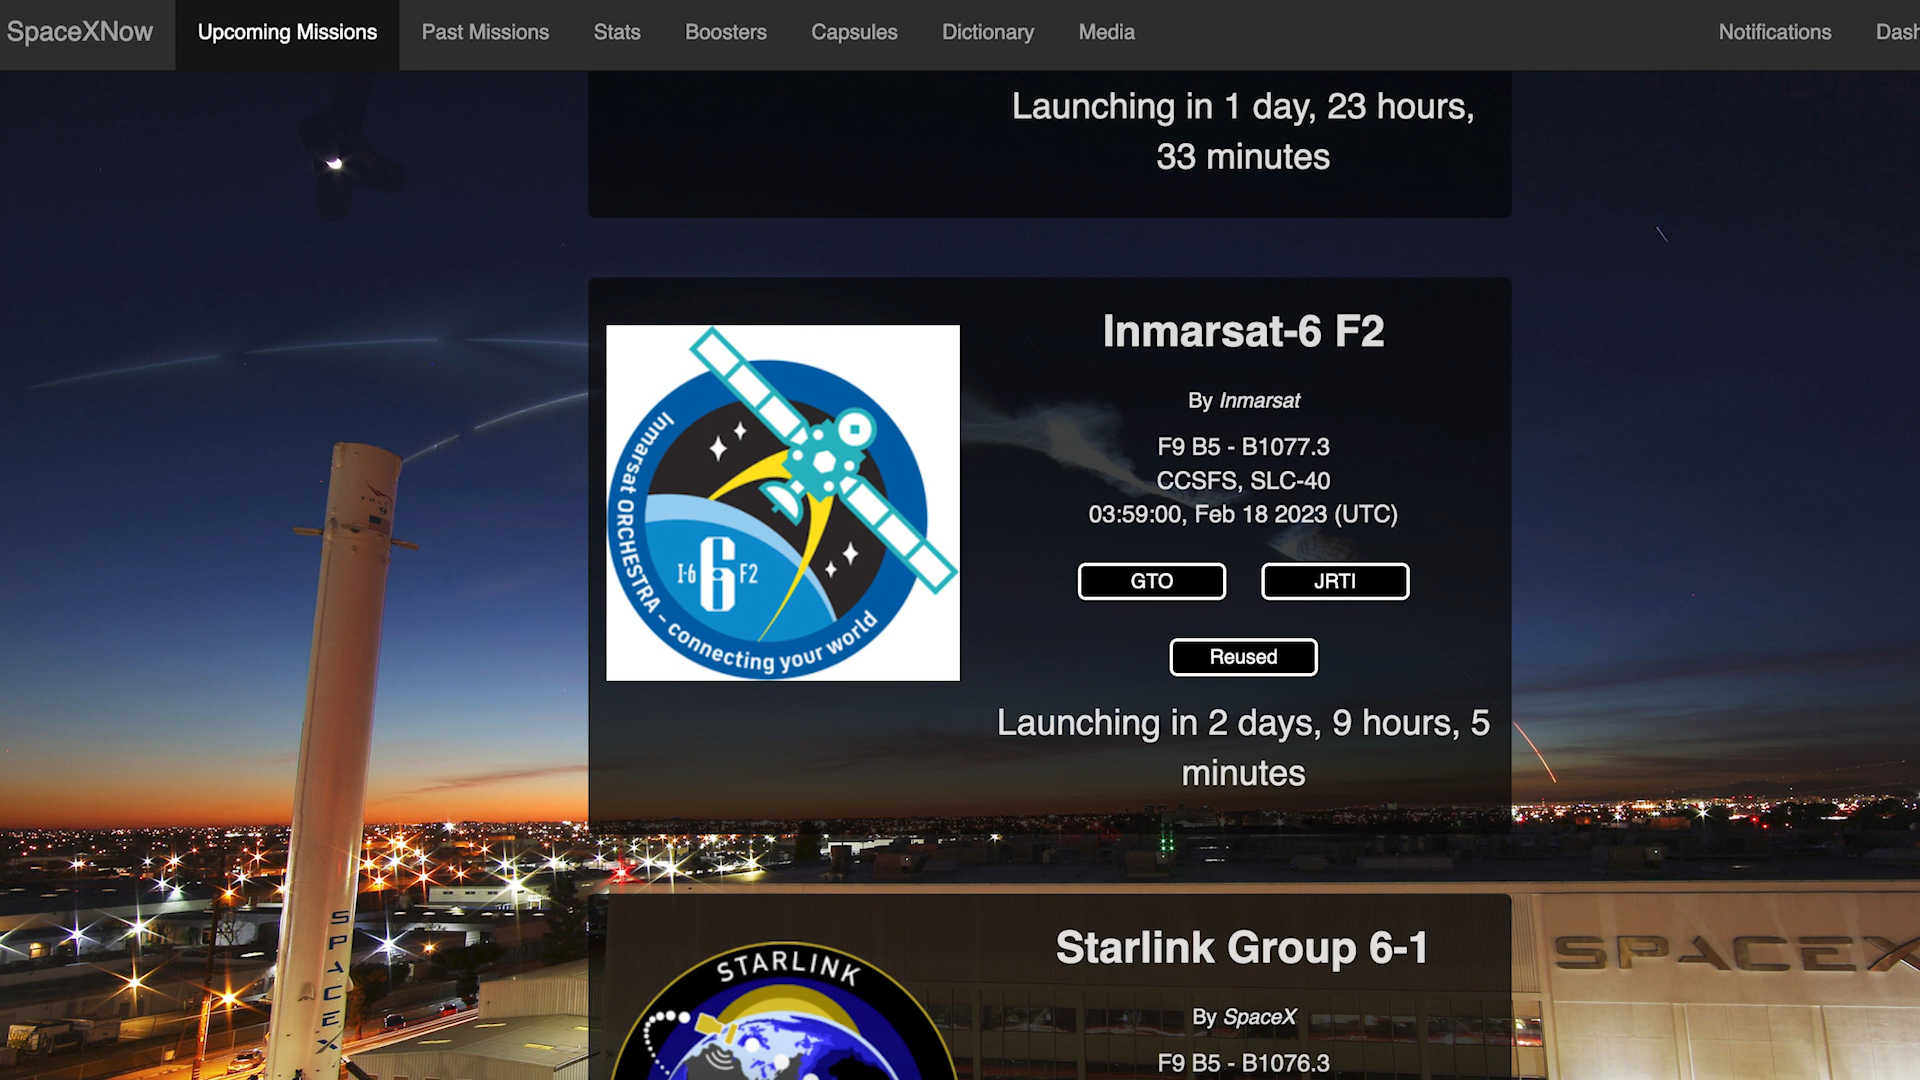 SpaceXNow
Upcoming Missions
Past Missions
Stats
Boosters
Capsules
Dictionary
Media
Notifications
Dash
Launching in 1 day, 23 hours,
33 minutes
Inmarsat-6 F2
By Inmarsat
F9 B5 - B1077.3
CCSFS, SLC-40
03:59:00, Feb 18 2023 (UTC)
GTO
JRTI
Reused
Launching in 2 days, 9 hours, 5
minutes
Inmarsat ORCHESTRA – connecting your world
I-6 6 F2
Starlink Group 6-1
By SpaceX
F9 B5 - B1076.3
STARLINK
FALCON
9
SPACEX
SPACEX